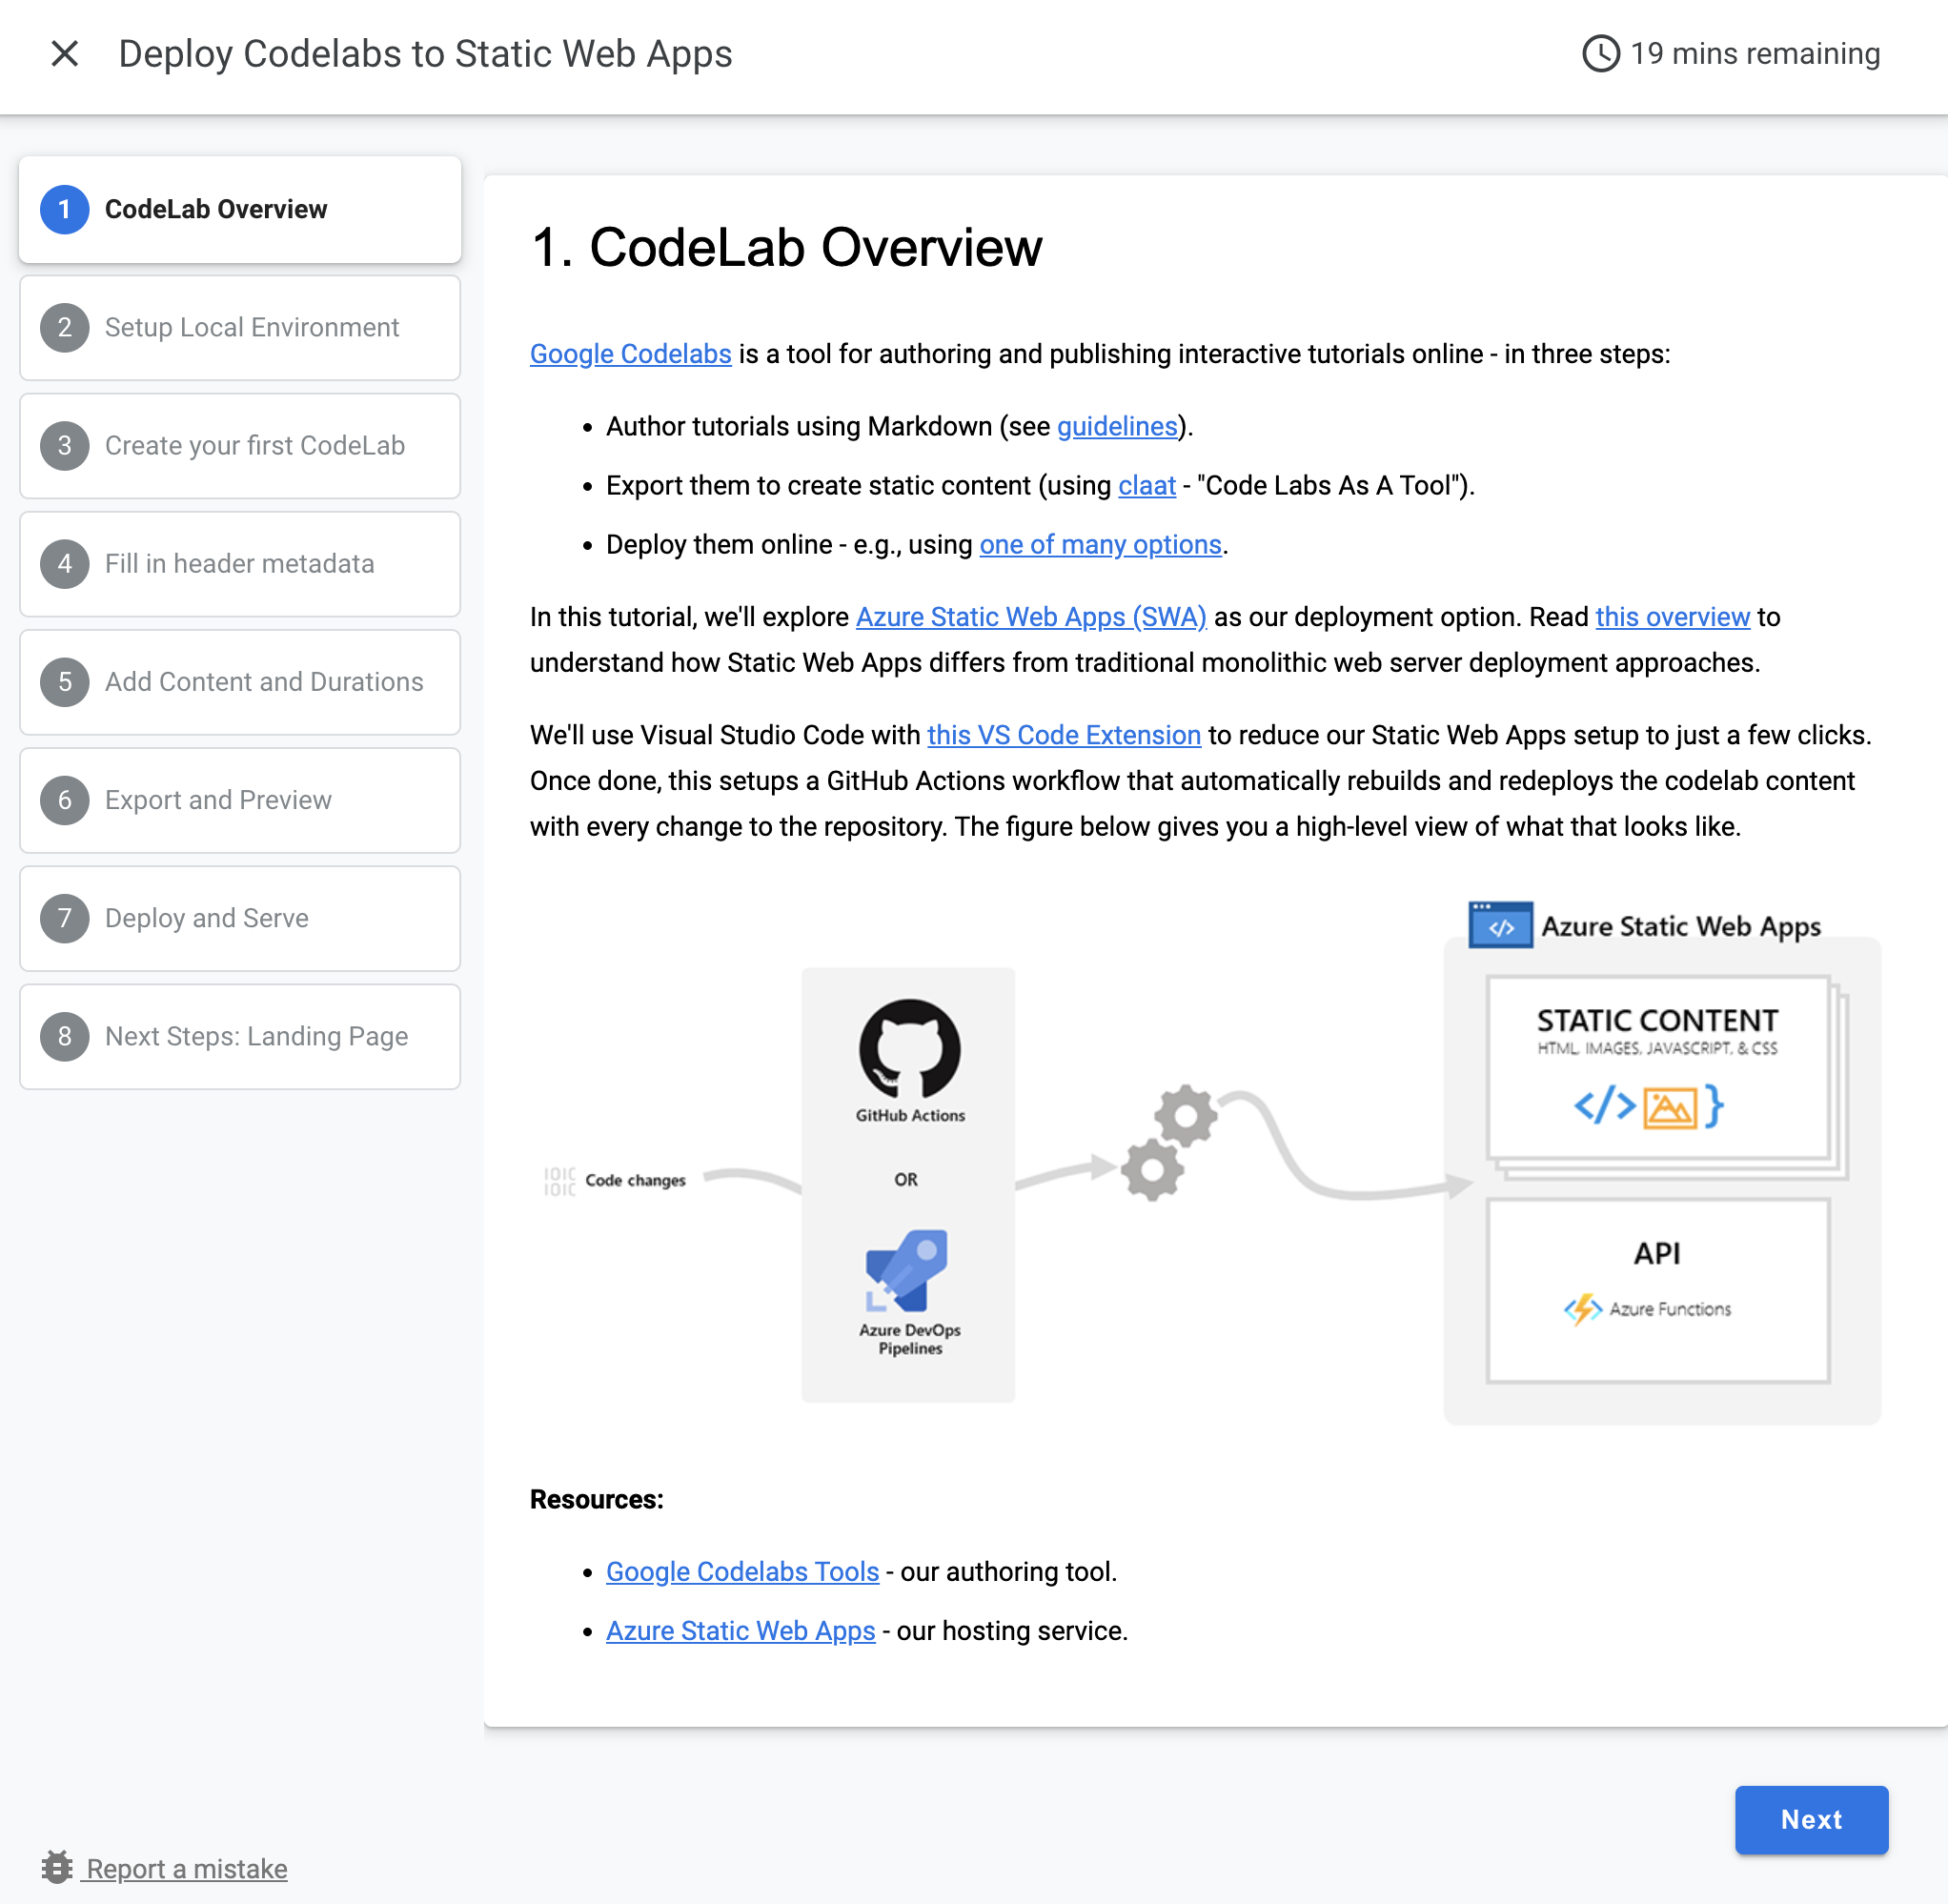 Deploy Codelabs to Static Web Apps
19 mins remaining
1 CodeLab Overview
2 Setup Local Environment
3 Create your first CodeLab
4 Fill in header metadata
5 Add Content and Durations
6 Export and Preview
7 Deploy and Serve
8 Next Steps: Landing Page
1. CodeLab Overview
Google Codelabs is a tool for authoring and publishing interactive tutorials online - in three steps:
• Author tutorials using Markdown (see guidelines).
• Export them to create static content (using claat - "Code Labs As A Tool").
• Deploy them online - e.g., using one of many options.
In this tutorial, we'll explore Azure Static Web Apps (SWA) as our deployment option. Read this overview to
understand how Static Web Apps differs from traditional monolithic web server deployment approaches.
We'll use Visual Studio Code with this VS Code Extension to reduce our Static Web Apps setup to just a few clicks.
Once done, this setups a GitHub Actions workflow that automatically rebuilds and redeploys the codelab content
with every change to the repository. The figure below gives you a high-level view of what that looks like.
IOIC
IOIC
Code changes
GitHub Actions
OR
Azure DevOps
Pipelines
</> Azure Static Web Apps
STATIC CONTENT
HTML, IMAGES, JAVASCRIPT, & CSS
</> }
API
Azure Functions
Resources:
• Google Codelabs Tools - our authoring tool.
• Azure Static Web Apps - our hosting service.
Next
Report a mistake